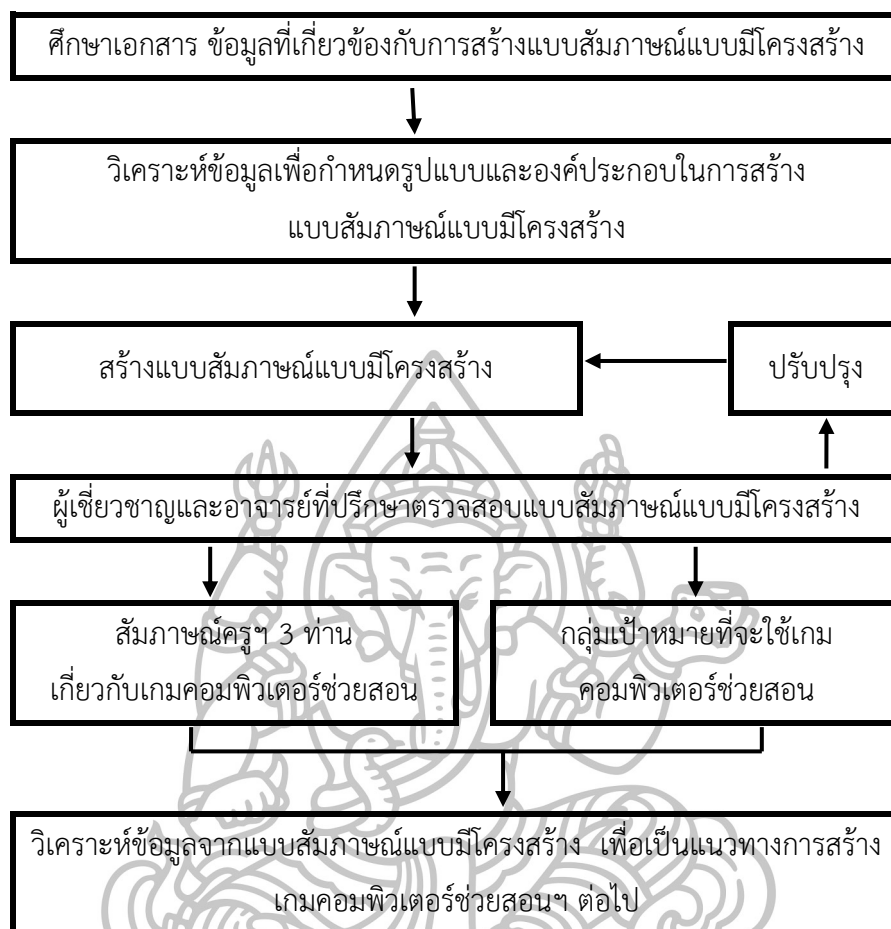 ศึกษาเอกสาร ข้อมูลที่เกี่ยวข้องกับการสร้างแบบสัมภาษณ์แบบมีโครงสร้าง
วิเคราะห์ข้อมูลเพื่อกำหนดรูปแบบและองค์ประกอบในการสร้าง
แบบสัมภาษณ์แบบมีโครงสร้าง
สร้างแบบสัมภาษณ์แบบมีโครงสร้าง
ปรับปรุง
ผู้เชี่ยวชาญและอาจารย์ที่ปรึกษาตรวจสอบแบบสัมภาษณ์แบบมีโครงสร้าง
สัมภาษณ์ครูฯ 3 ท่าน
เกี่ยวกับเกมคอมพิวเตอร์ช่วยสอน
กลุ่มเป้าหมายที่จะใช้เกม
คอมพิวเตอร์ช่วยสอน
วิเคราะห์ข้อมูลจากแบบสัมภาษณ์แบบมีโครงสร้าง เพื่อเป็นแนวทางการสร้าง
เกมคอมพิวเตอร์ช่วยสอนฯ ต่อไป